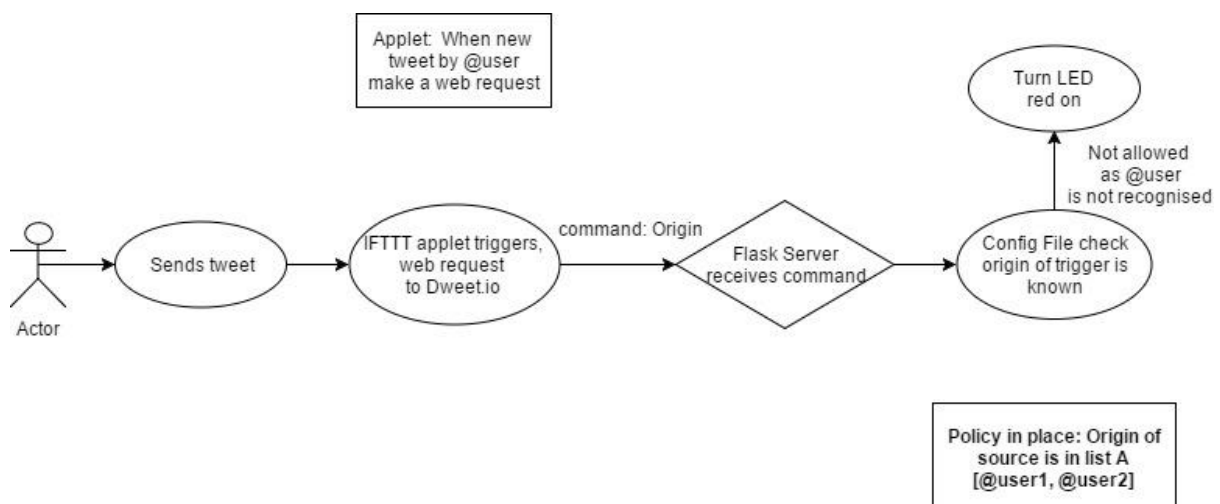 Applet: When new
tweet by @user
make a web request
Turn LED
red on
Not allowed
as @user
is not recognised
command: Origin
IFTTT applet triggers,
web request
to Dweet.io
Sends tweet
Flask Server
receives command
Config File check
origin of trigger is
known
Actor
Policy in place: Origin of
source is in list A
[@user1, @user2]